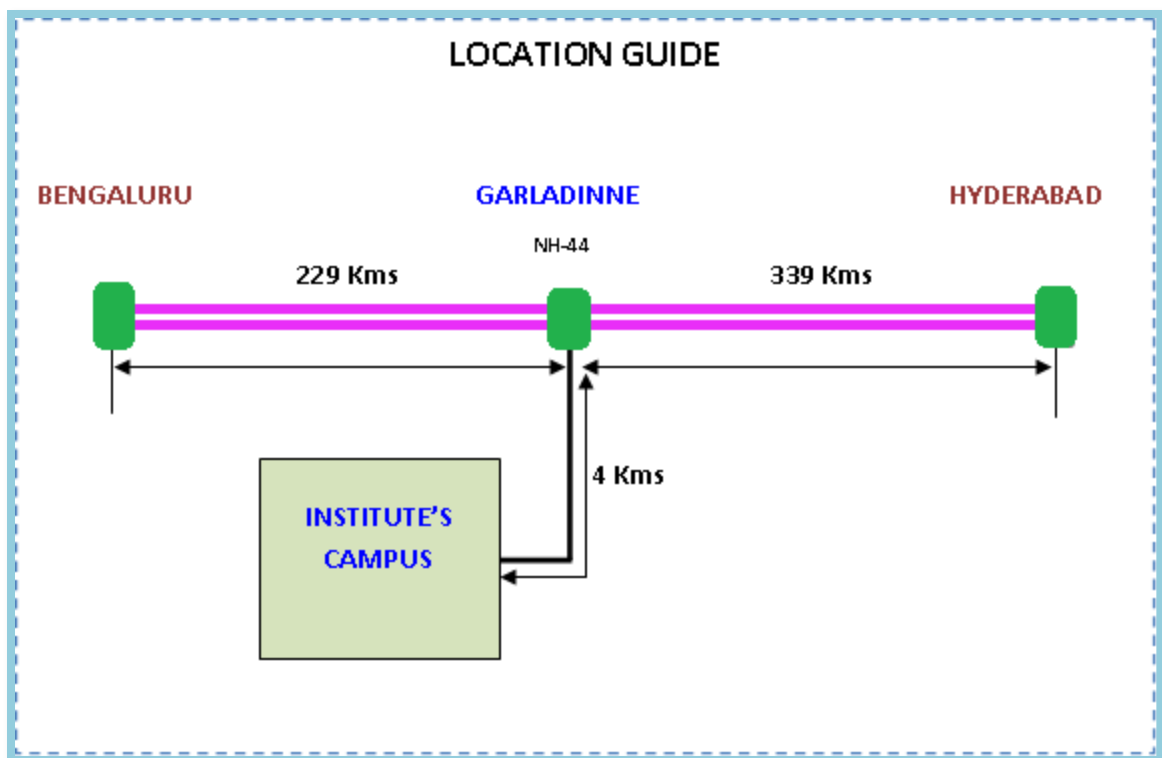 LOCATION GUIDE
BENGALURU
GARLADINNE
HYDERABAD
NH-44
229 Kms
339 Kms
4 Kms
INSTITUTE’S
CAMPUS